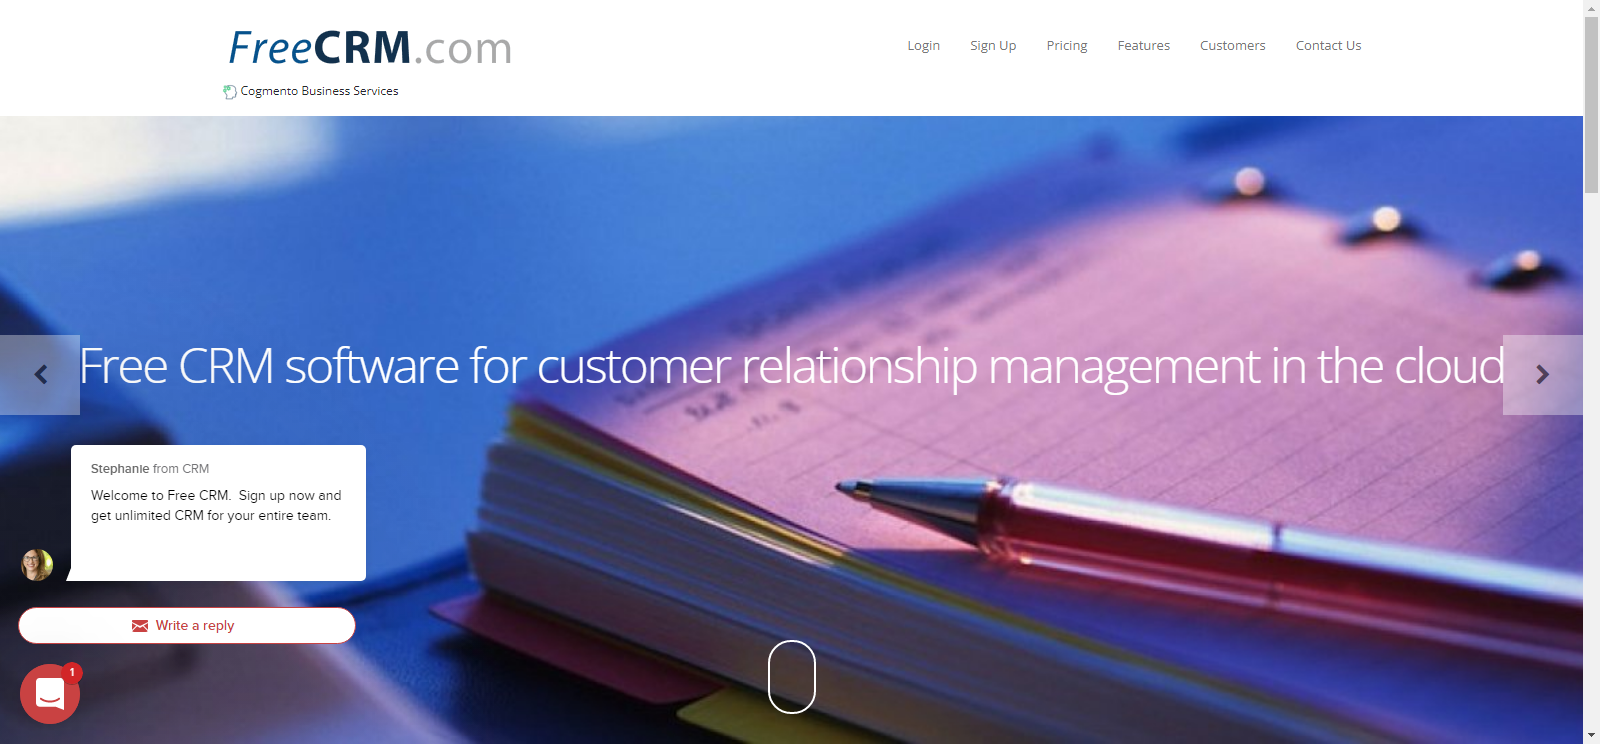 FreeCRM.com
Login Sign Up Pricing Features Customers Contact Us
Cogmento Business Services
Free CRM software for customer relationship management in the cloud
Stephanie from CRM
Welcome to Free CRM. Sign up now and
get unlimited CRM for your entire team.
Write a reply
1